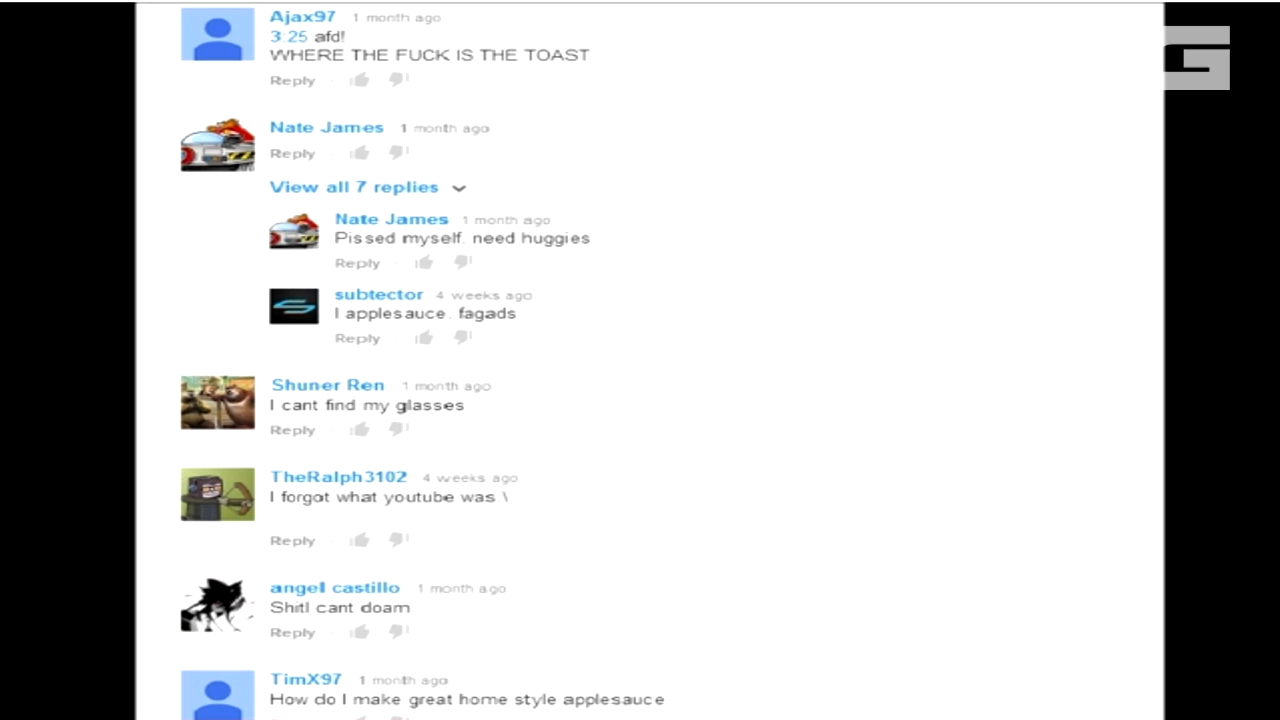 Ajax97 1 month ago
3:25 afd!
WHERE THE FUCK IS THE TOAST
Reply
Nate James 1 month ago
Reply
View all 7 replies
Nate James 1 month ago
Pissed myself. need huggies
Reply
subtector 4 weeks ago
I applesauce. fagads
Reply
Shuner Ren 1 month ago
I cant find my glasses
Reply
TheRalph3102 4 weeks ago
I forgot what youtube was \
Reply
angel castillo 1 month ago
Shitl cant doam
Reply
TimX97 1 month ago
How do I make great home style applesauce
G